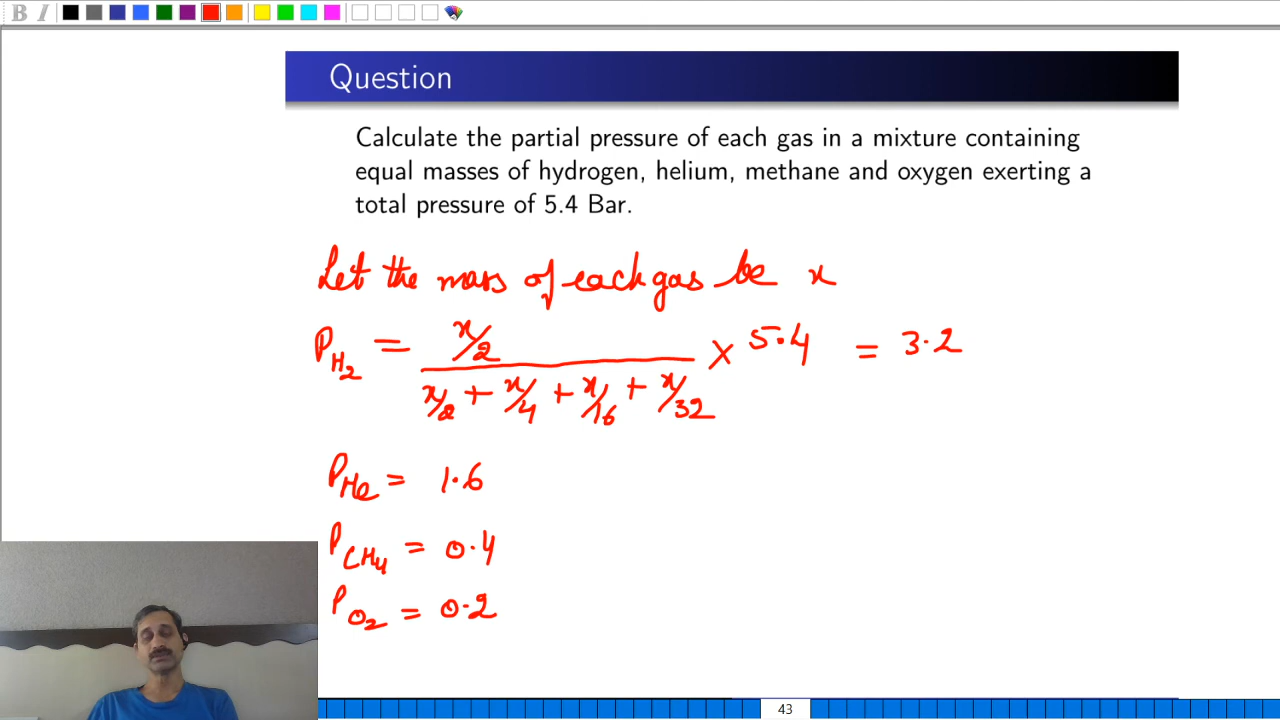 B I
Question
Calculate the partial pressure of each gas in a mixture containing
equal masses of hydrogen, helium, methane and oxygen exerting a
total pressure of 5.4 Bar.
Let the mass of each gas be x
P_H₂ = (x/2) / (x/2 + x/4 + x/16 + x/32) × 5.4 = 3.2
P_He = 1.6
P_CH₄ = 0.4
P_O₂ = 0.2
43